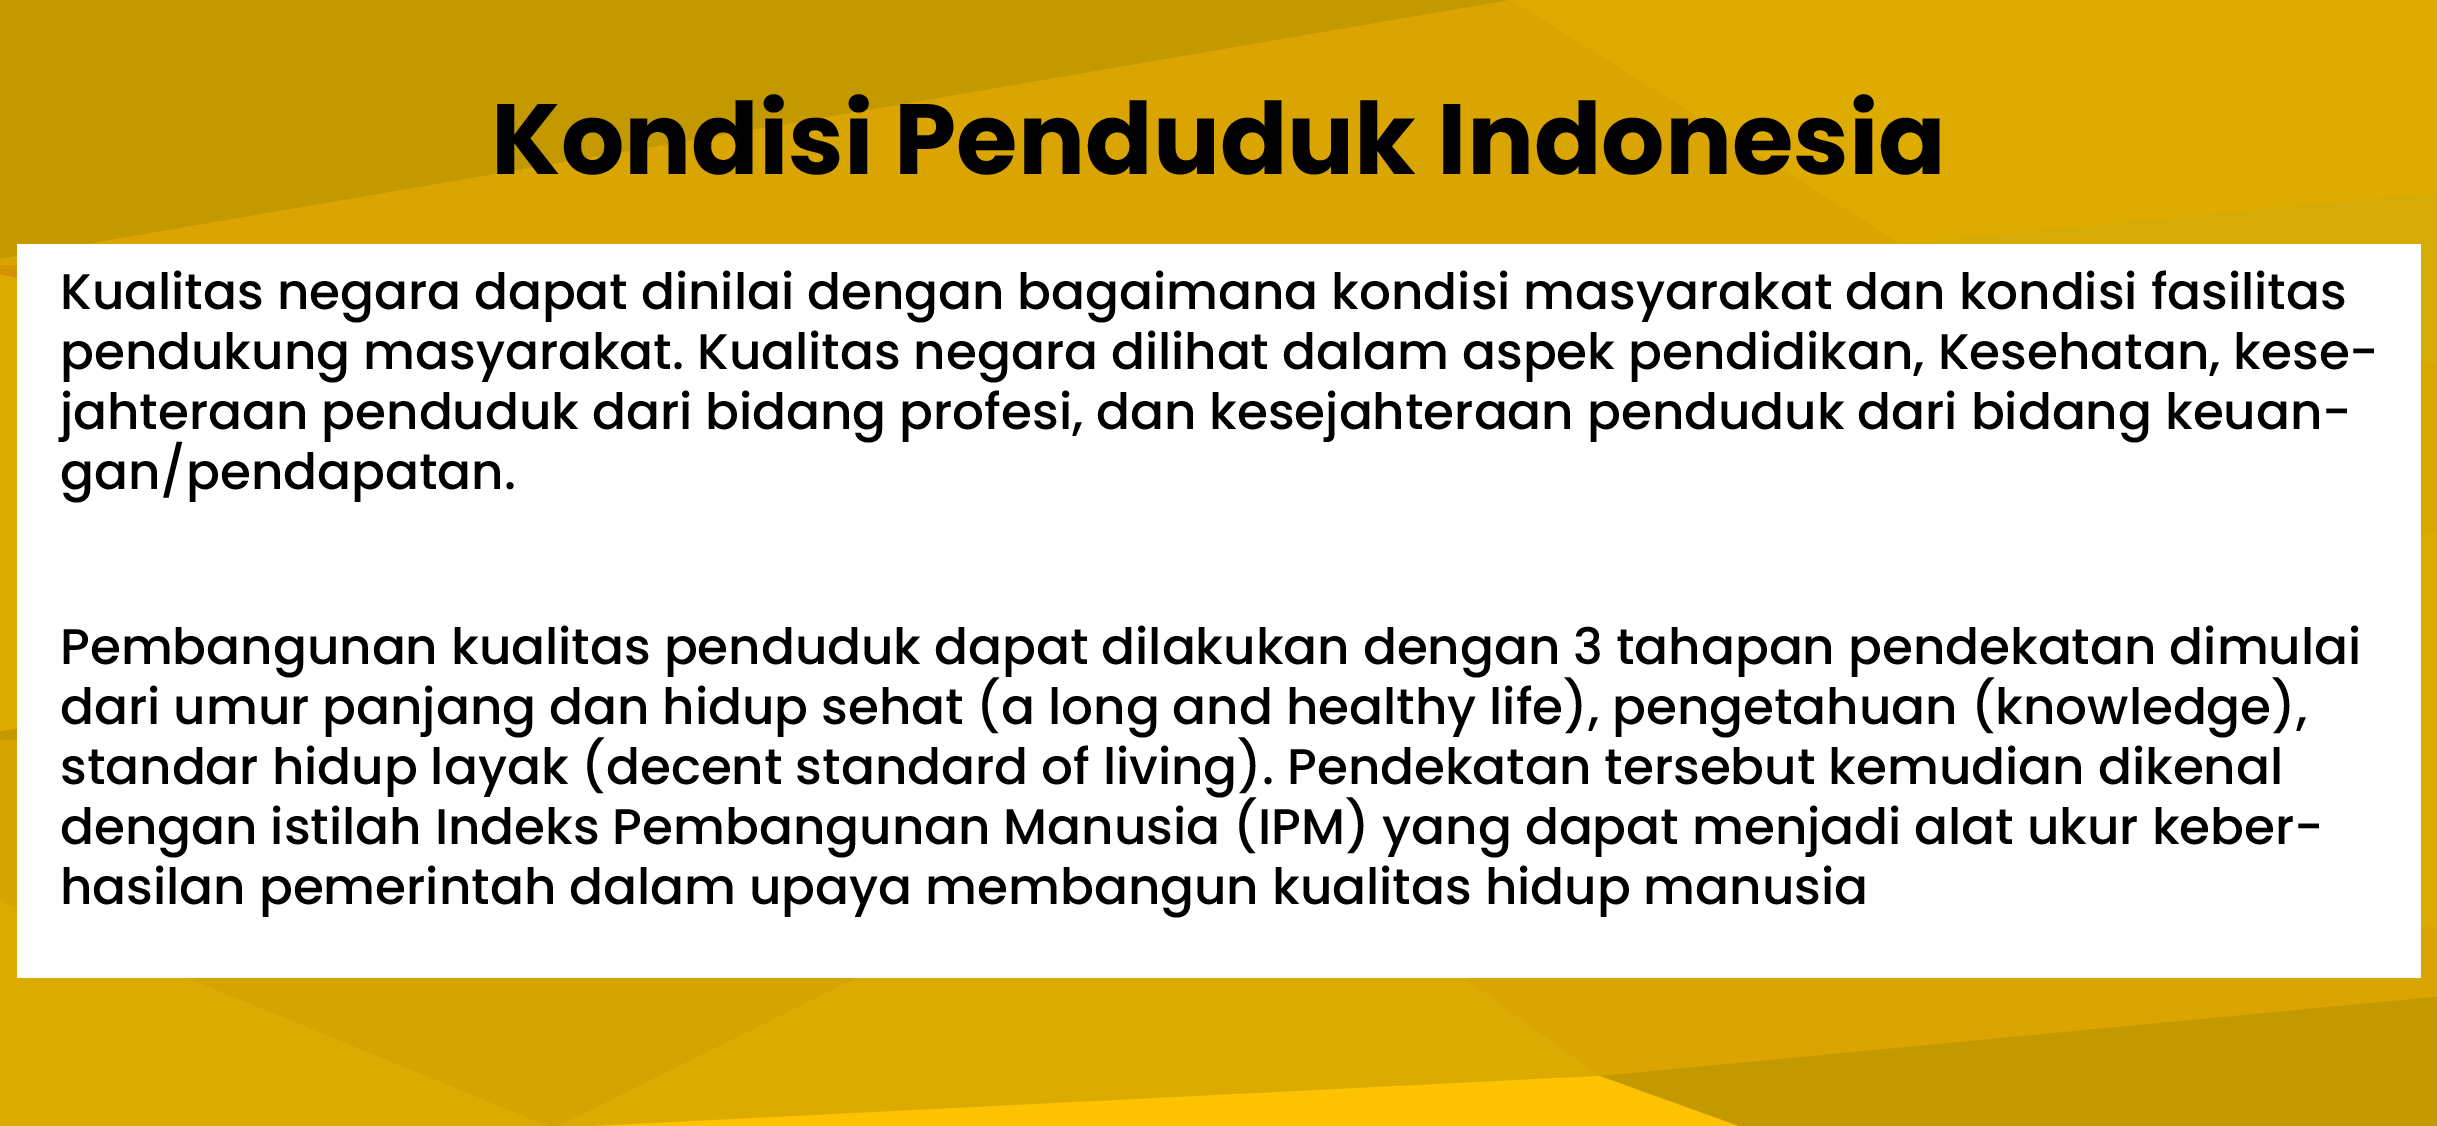 Kondisi Penduduk Indonesia
Kualitas negara dapat dinilai dengan bagaimana kondisi masyarakat dan kondisi fasilitas
pendukung masyarakat. Kualitas negara dilihat dalam aspek pendidikan, Kesehatan, kese-
jahteraan penduduk dari bidang profesi, dan kesejahteraan penduduk dari bidang keuan-
gan/pendapatan.
Pembangunan kualitas penduduk dapat dilakukan dengan 3 tahapan pendekatan dimulai
dari umur panjang dan hidup sehat (a long and healthy life), pengetahuan (knowledge),
standar hidup layak (decent standard of living). Pendekatan tersebut kemudian dikenal
dengan istilah Indeks Pembangunan Manusia (IPM) yang dapat menjadi alat ukur keber-
hasilan pemerintah dalam upaya membangun kualitas hidup manusia